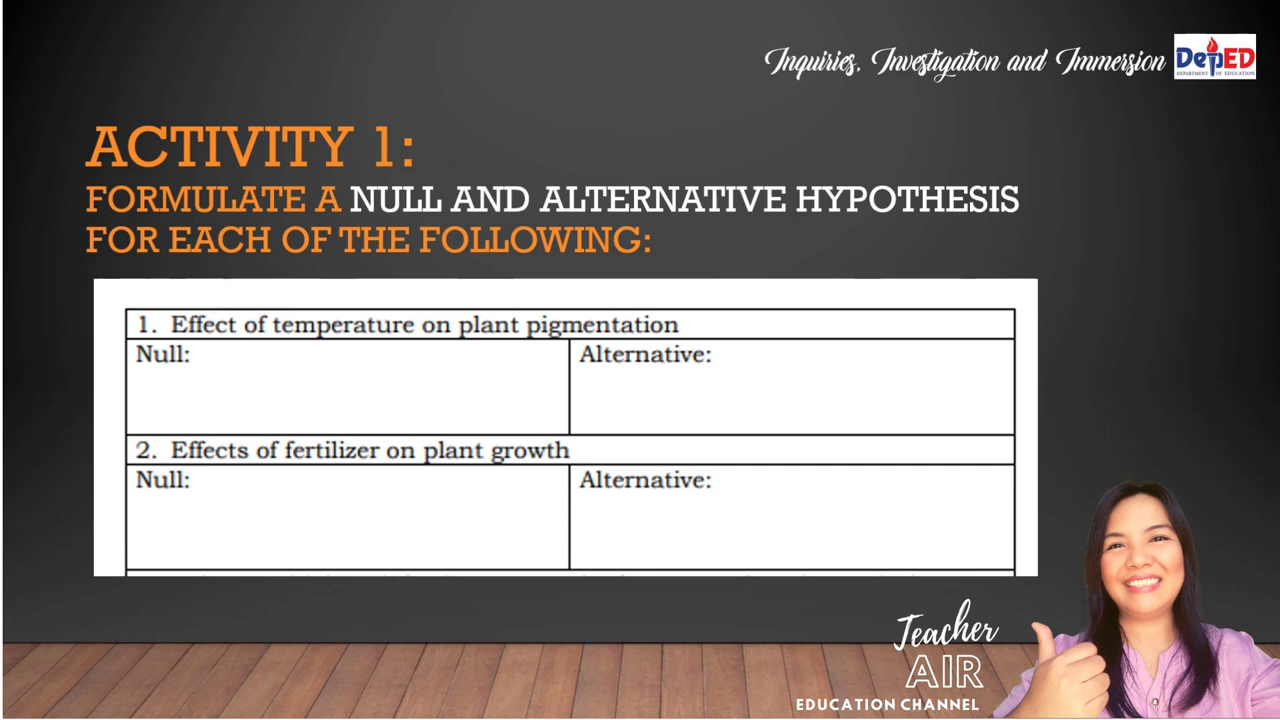 Inquiries, Investigation and Immersion
DepED
DEPARTMENT OF EDUCATION
ACTIVITY 1:
FORMULATE A NULL AND ALTERNATIVE HYPOTHESIS
FOR EACH OF THE FOLLOWING:
1. Effect of temperature on plant pigmentation
Null: Alternative:
2. Effects of fertilizer on plant growth
Null: Alternative:
Teacher
AIR
EDUCATION CHANNEL